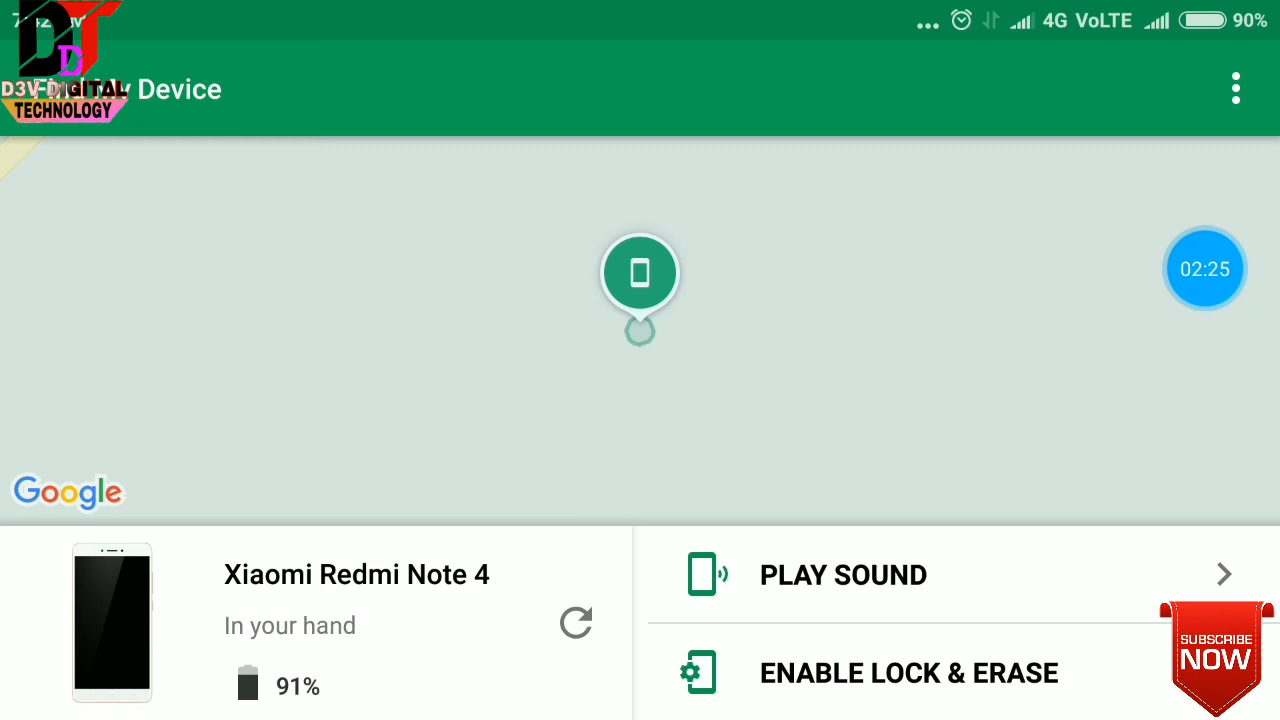 4G VoLTE 90%
D3V DIGITAL
TECHNOLOGY
My Device
02:25
Google
Xiaomi Redmi Note 4
In your hand
91%
PLAY SOUND
ENABLE LOCK & ERASE
SUBSCRIBE
NOW